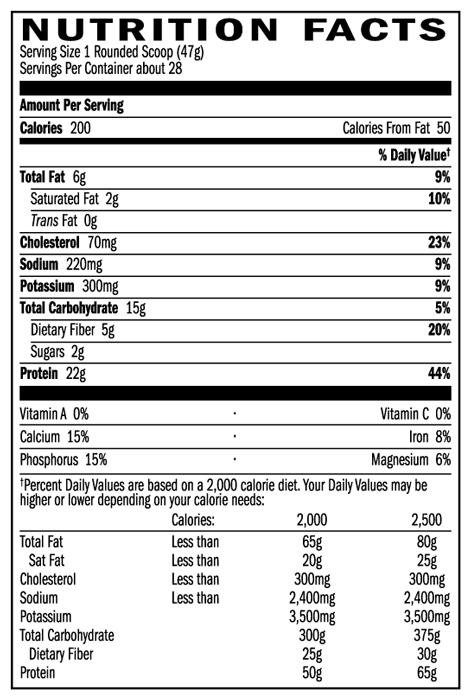 NUTRITION FACTS
Serving Size 1 Rounded Scoop (47g)
Servings Per Container about 28
Amount Per Serving
Calories 200 Calories From Fat 50
% Daily Value†
Total Fat 6g 9%
Saturated Fat 2g 10%
Trans Fat 0g
Cholesterol 70mg 23%
Sodium 220mg 9%
Potassium 300mg 9%
Total Carbohydrate 15g 5%
Dietary Fiber 5g 20%
Sugars 2g
Protein 22g 44%
Vitamin A 0% · Vitamin C 0%
Calcium 15% · Iron 8%
Phosphorus 15% · Magnesium 6%
†Percent Daily Values are based on a 2,000 calorie diet. Your Daily Values may be
higher or lower depending on your calorie needs:
Calories: 2,000 2,500
Total Fat Less than 65g 80g
Sat Fat Less than 20g 25g
Cholesterol Less than 300mg 300mg
Sodium Less than 2,400mg 2,400mg
Potassium 3,500mg 3,500mg
Total Carbohydrate 300g 375g
Dietary Fiber 25g 30g
Protein 50g 65g